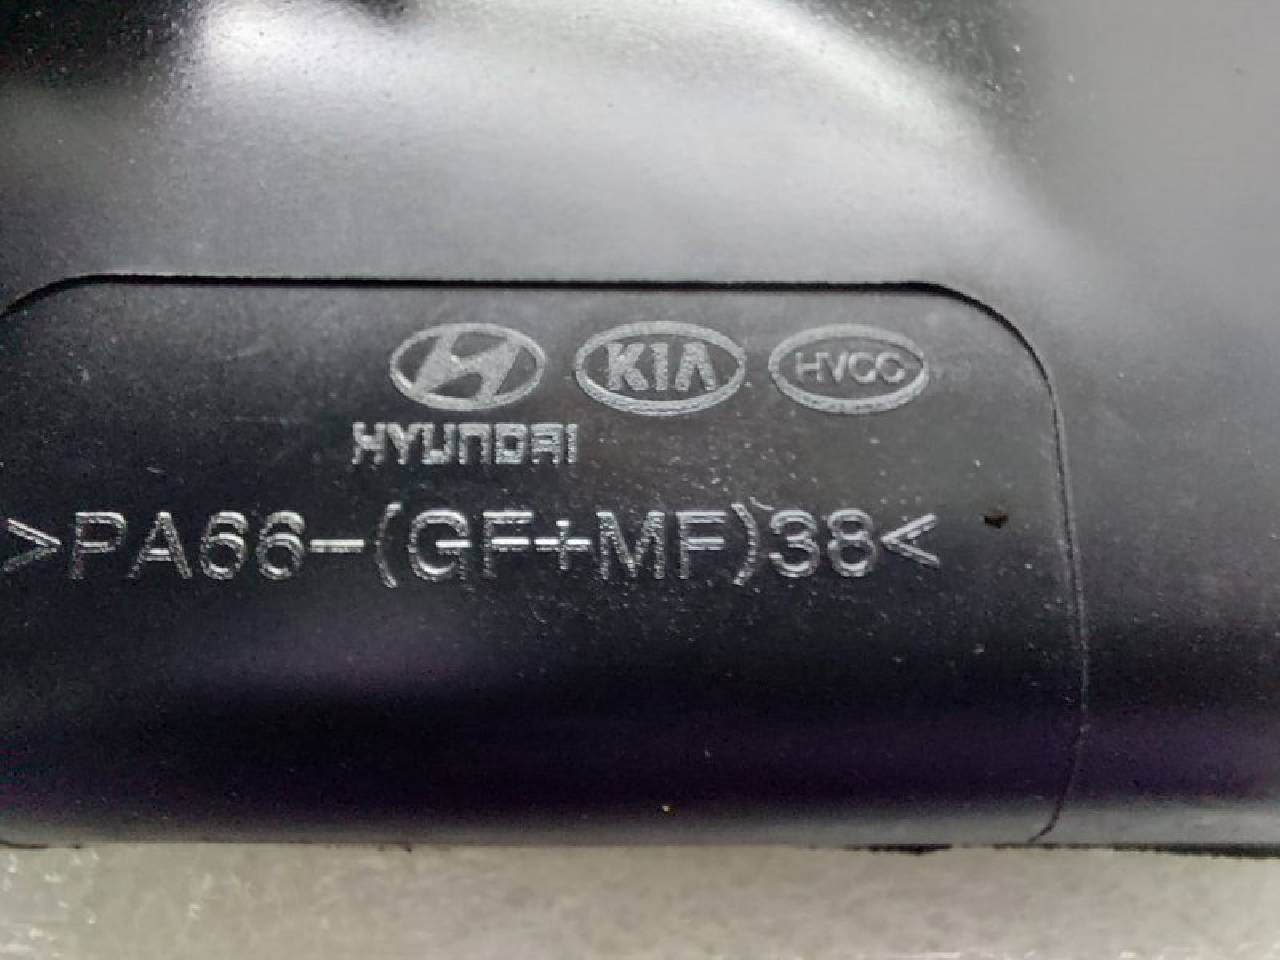 KIA HVCC
HYUNDAI
>PA66-(GF+MF)38<